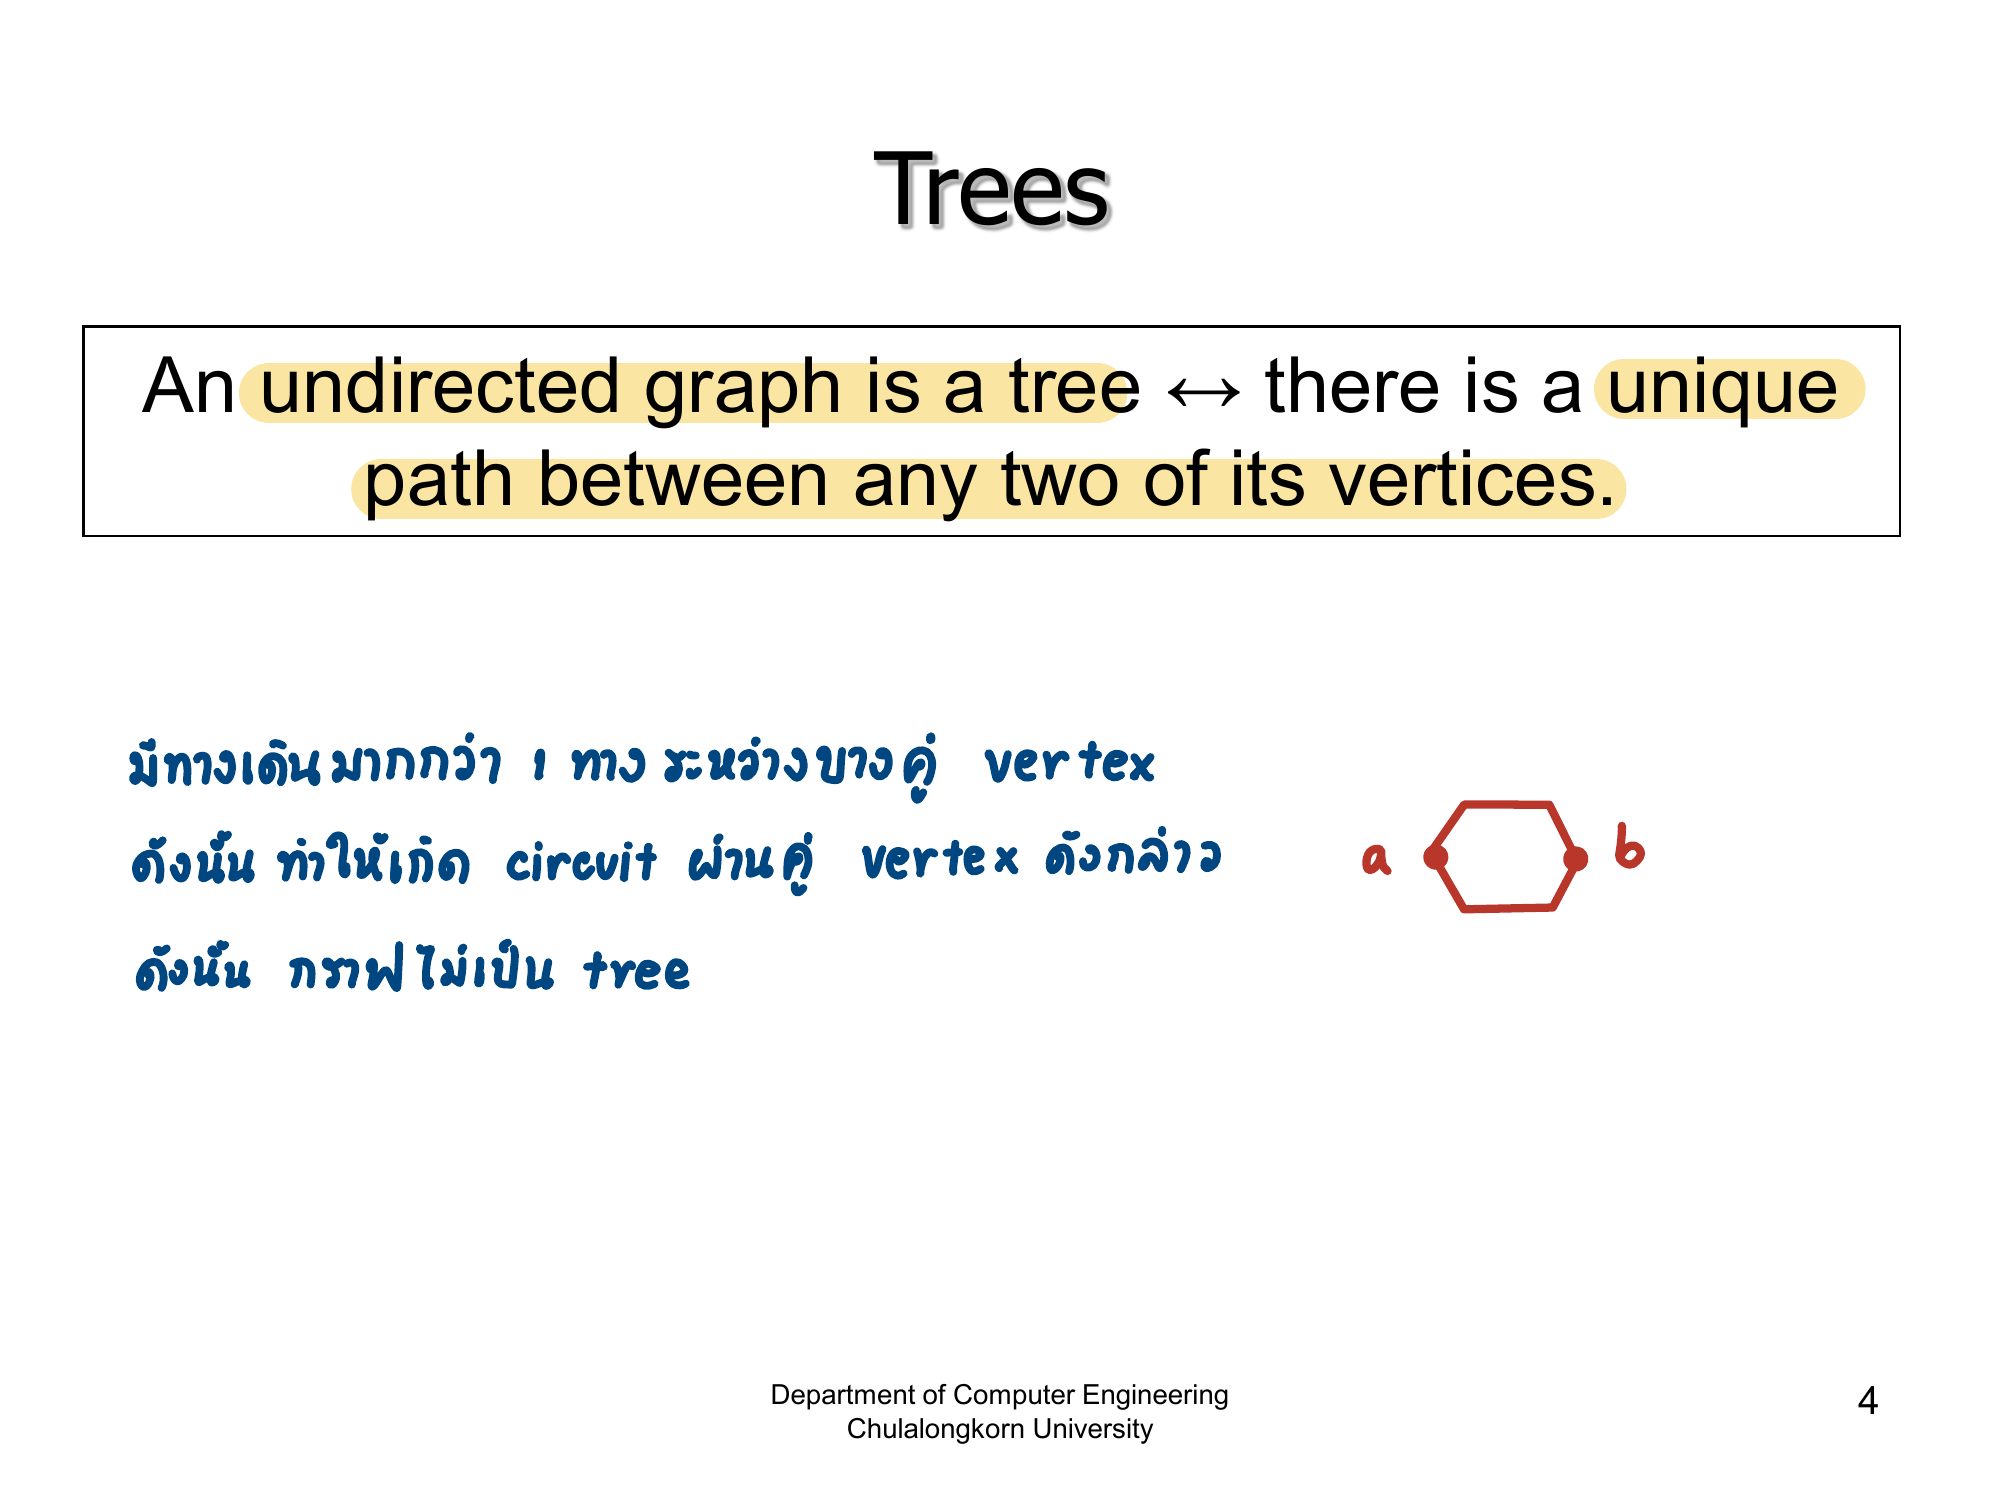 Trees
An undirected graph is a tree ↔ there is a unique
path between any two of its vertices.
มีทางเดินมากกว่า 1 ทาง ระหว่างบางคู่ vertex
ดังนั้น ทำให้เกิด circuit ผ่านคู่ vertex ดังกล่าว
a b
ดังนั้น กราฟไม่เป็น tree
Department of Computer Engineering
Chulalongkorn University
4